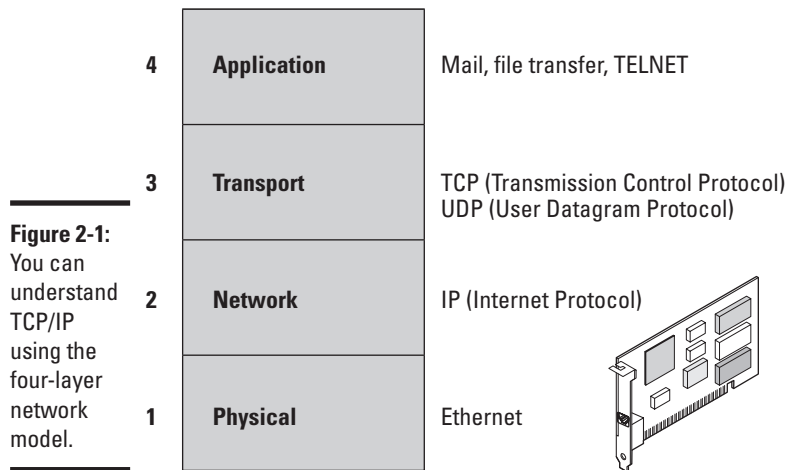 4 Application Mail, file transfer, TELNET
3 Transport TCP (Transmission Control Protocol)
UDP (User Datagram Protocol)
2 Network IP (Internet Protocol)
1 Physical Ethernet
Figure 2-1:
You can
understand
TCP/IP
using the
four-layer
network
model.